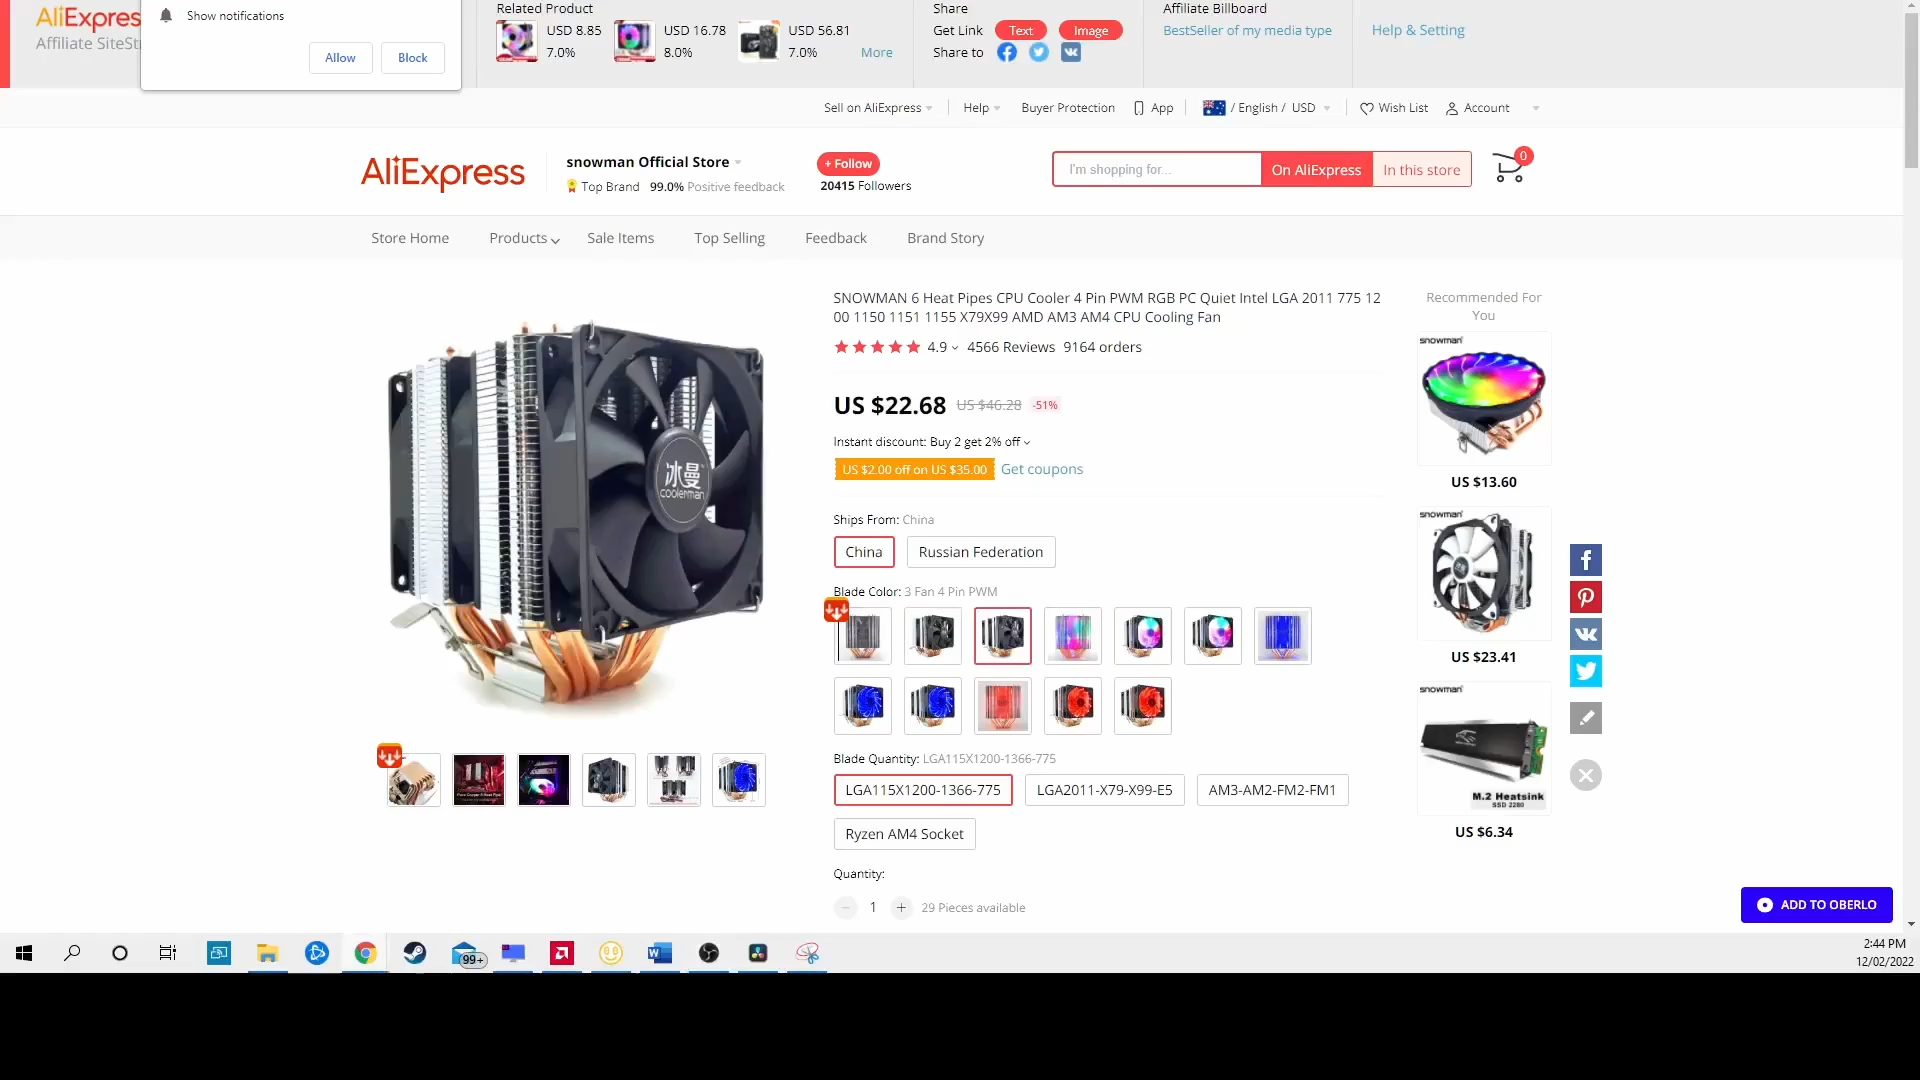 AliExpres
Affiliate SiteStr
Show notifications
Allow
Block
Related Product
USD 8.85
7.0%
USD 16.78
8.0%
USD 56.81
7.0%
More
Share
Get Link Text Image
Share to
Affiliate Billboard
BestSeller of my media type
Help & Setting
Sell on AliExpress
Help
Buyer Protection
App
/ English / USD
Wish List
Account
AliExpress
snowman Official Store
Top Brand 99.0% Positive feedback
+ Follow
20415 Followers
I'm shopping for...
On AliExpress
In this store
0
Store Home
Products
Sale Items
Top Selling
Feedback
Brand Story
冰曼
coolerman
SNOWMAN 6 Heat Pipes CPU Cooler 4 Pin PWM RGB PC Quiet Intel LGA 2011 775 12
00 1150 1151 1155 X79X99 AMD AM3 AM4 CPU Cooling Fan
4.9 4566 Reviews 9164 orders
US $22.68 US $46.28 -51%
Instant discount: Buy 2 get 2% off
US $2.00 off on US $35.00 Get coupons
Ships From: China
China
Russian Federation
Blade Color: 3 Fan 4 Pin PWM
Blade Quantity: LGA115X1200-1366-775
LGA115X1200-1366-775
LGA2011-X79-X99-E5
AM3-AM2-FM2-FM1
Ryzen AM4 Socket
Quantity:
1
29 Pieces available
Recommended For
You
snowman
US $13.60
snowman
US $23.41
snowman
M.2 Heatsink
SSD 2280
US $6.34
ADD TO OBERLO
99+
2:44 PM
12/02/2022